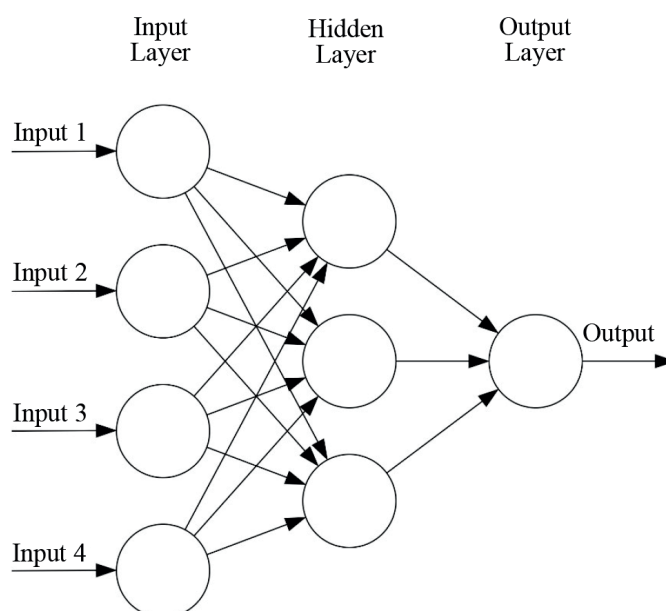 Input
Layer
Hidden
Layer
Output
Layer
Input 1
Input 2
Input 3
Input 4
Output